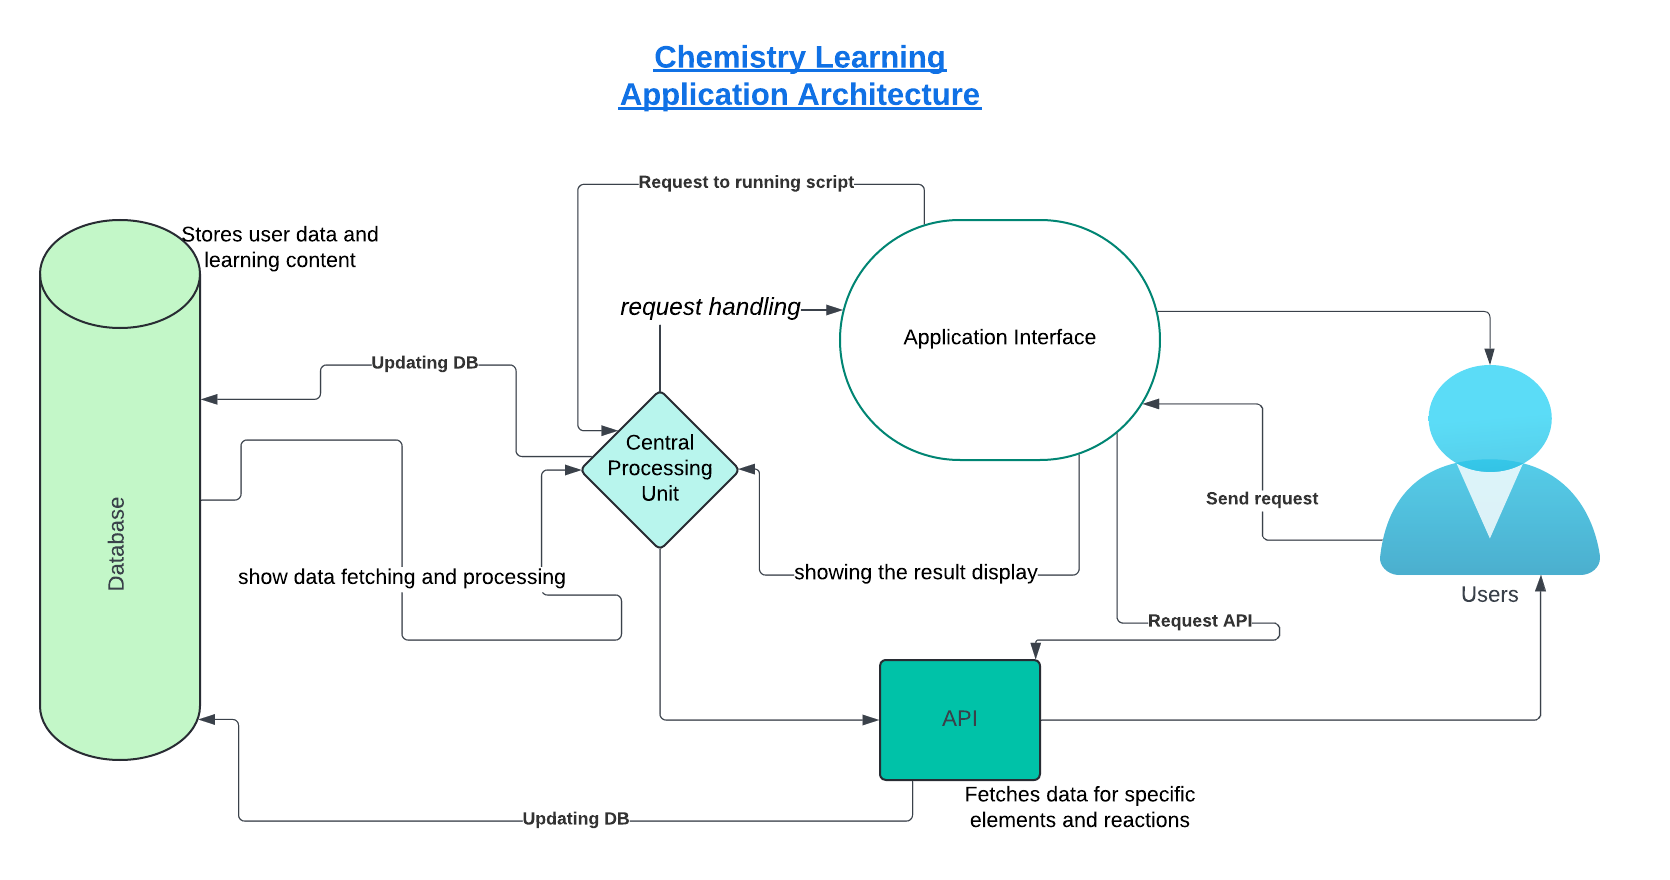 Chemistry Learning
Application Architecture
Request to running script
Stores user data and
learning content
request handling
Application Interface
Updating DB
Central
Processing
Unit
Send request
Database
show data fetching and processing
showing the result display
Users
Request API
API
Fetches data for specific
elements and reactions
Updating DB